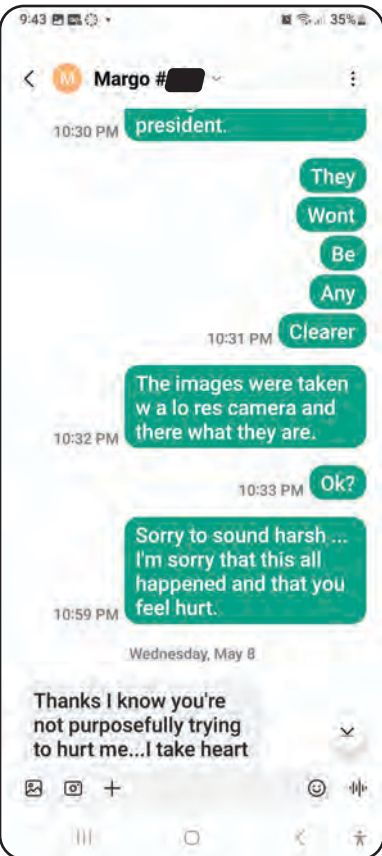 9:43
35%
M Margo #
president.
10:30 PM
They
Wont
Be
Any
10:31 PM Clearer
The images were taken
w a lo res camera and
there what they are.
10:32 PM
10:33 PM Ok?
Sorry to sound harsh ...
I'm sorry that this all
happened and that you
feel hurt.
10:59 PM
Wednesday, May 8
Thanks I know you're
not purposefully trying
to hurt me...I take heart